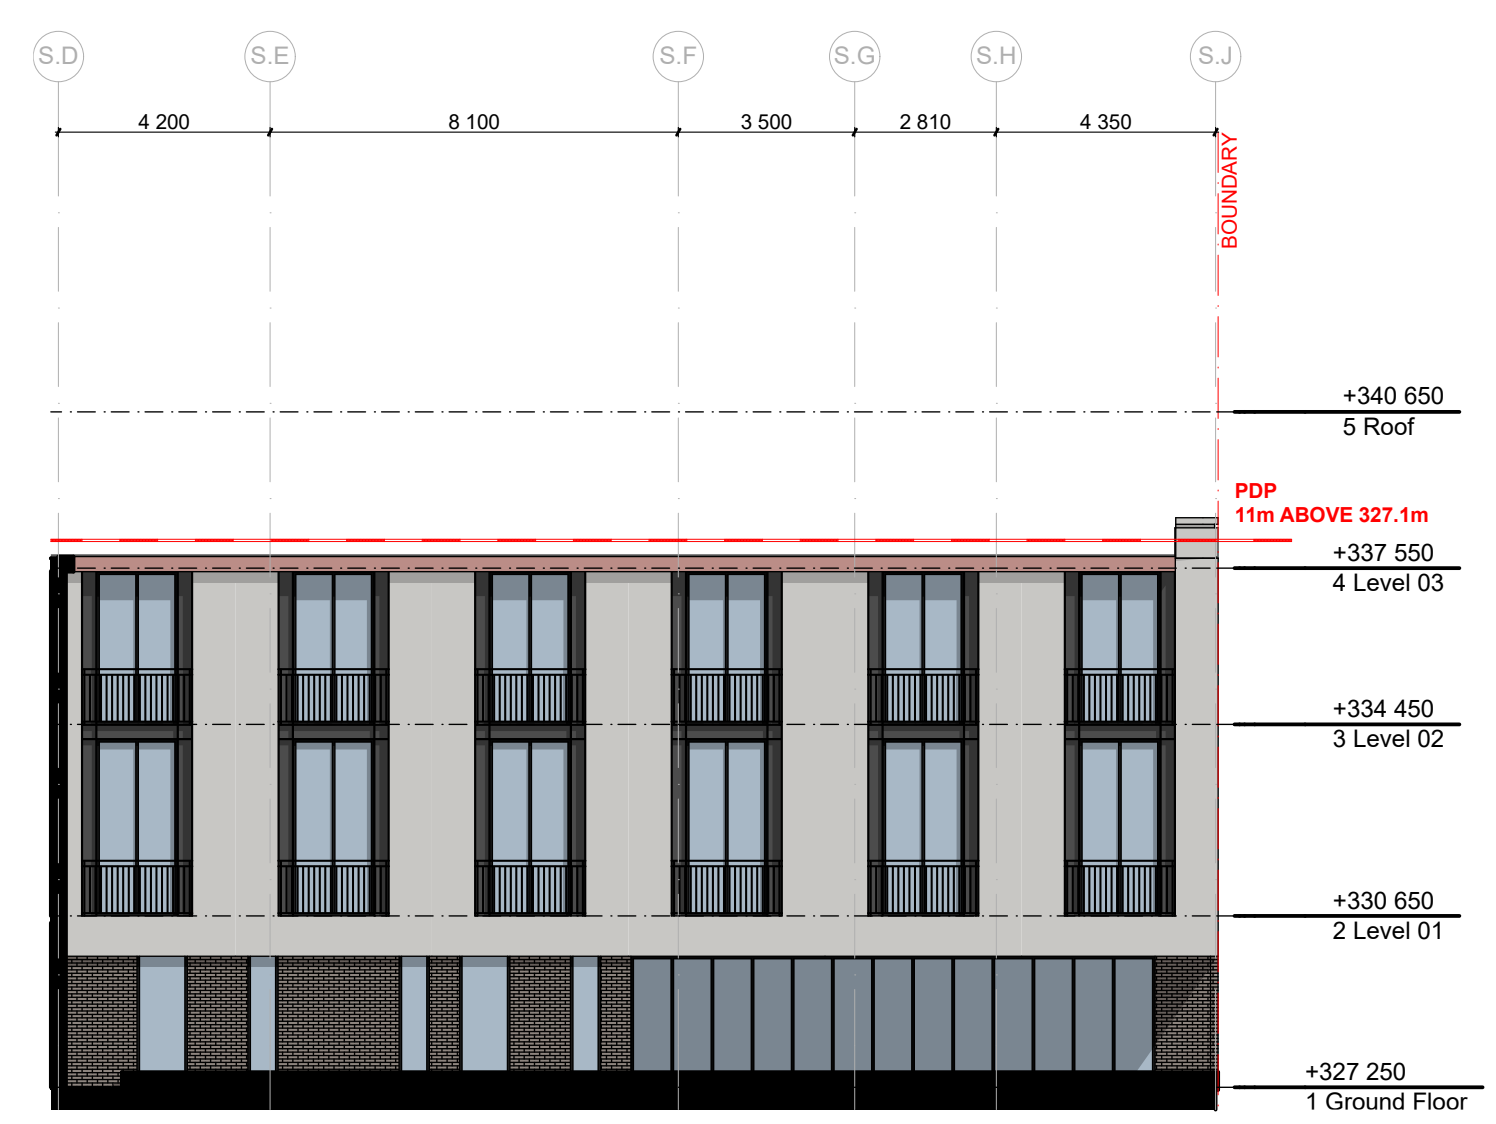 S.D
S.E
S.F
S.G
S.H
S.J
4 200
8 100
3 500
2 810
4 350
BOUNDARY
+340 650
5 Roof
PDP
11m ABOVE 327.1m
+337 550
4 Level 03
+334 450
3 Level 02
+330 650
2 Level 01
+327 250
1 Ground Floor